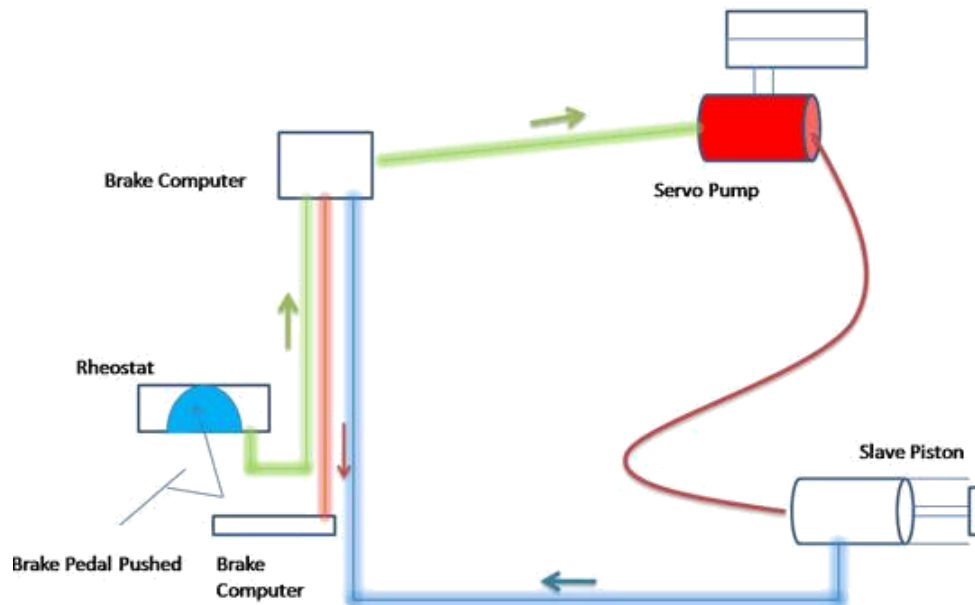 Brake Computer
Servo Pump
Rheostat
Slave Piston
Brake Pedal Pushed
Brake
Computer